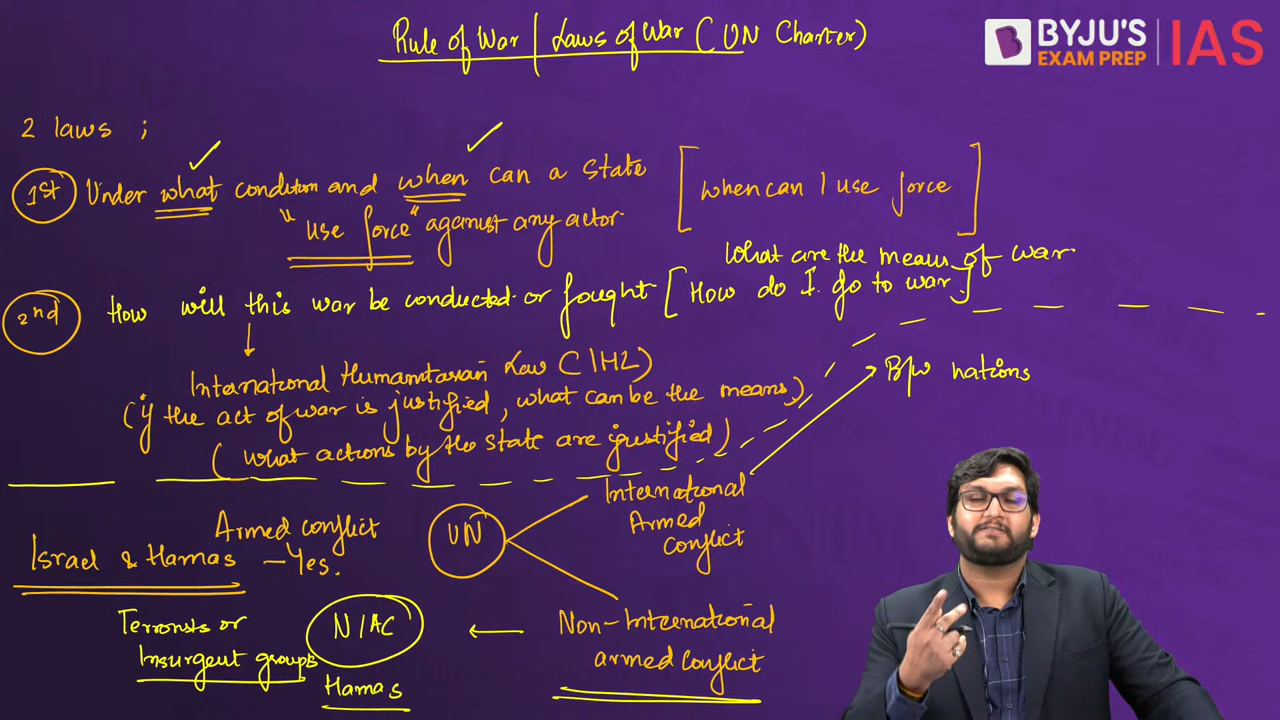 Rule of War | Laws of War (UN Charter)
BYJU'S
EXAM PREP
IAS
2 laws ;
1st Under what condition and when can a state
"use force" against any actor.
[when can I use force]
What are the means of war.
2nd How will this war be conducted or fought [How do I go to war]
International Humanitarian Law (IHL)
(if the act of war is justified, what can be the means)
(what actions by the state are justified)
B/w nations
Armed conflict
Israel & Hamas - Yes.
UN
International
Armed
Conflict
Non-International
armed conflict
N/AC
Hamas
Terrorists or
Insurgent groups